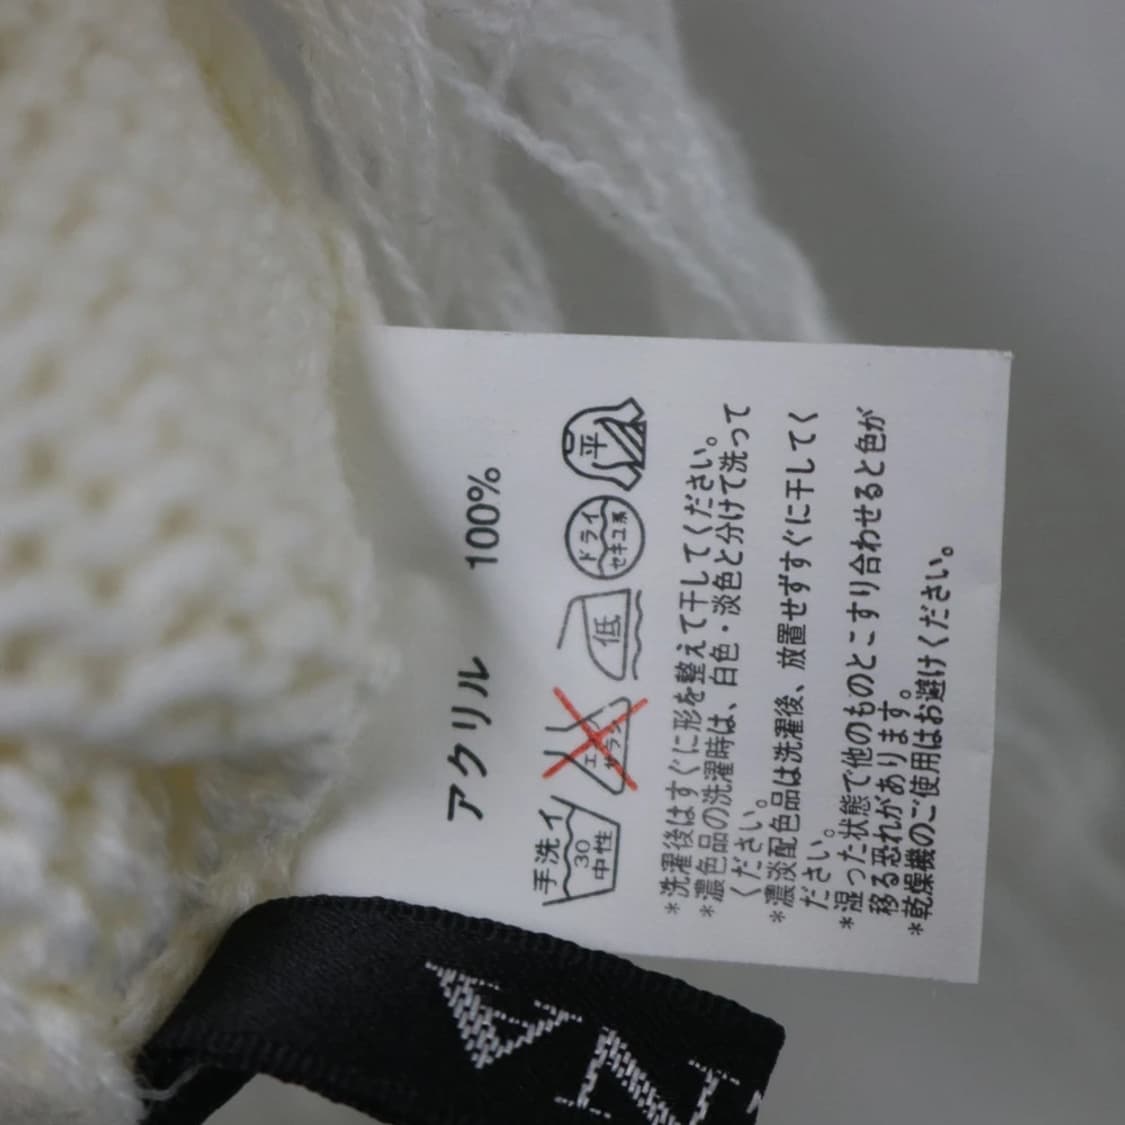 アクリル 100%
手洗イ 30 中性
エンソ サラシ
低
ドライ セキユ系
平
*洗濯後はすぐに形を整えて干してください。
*濃色品の洗濯時は、白色・淡色と分けて洗って
ください。
*濃淡配色品は洗濯後、放置せずすぐに干してく
ださい。
*湿った状態で他のものとこすり合わせると色が
移る恐れがあります。
*乾燥機のご使用はお避けください。